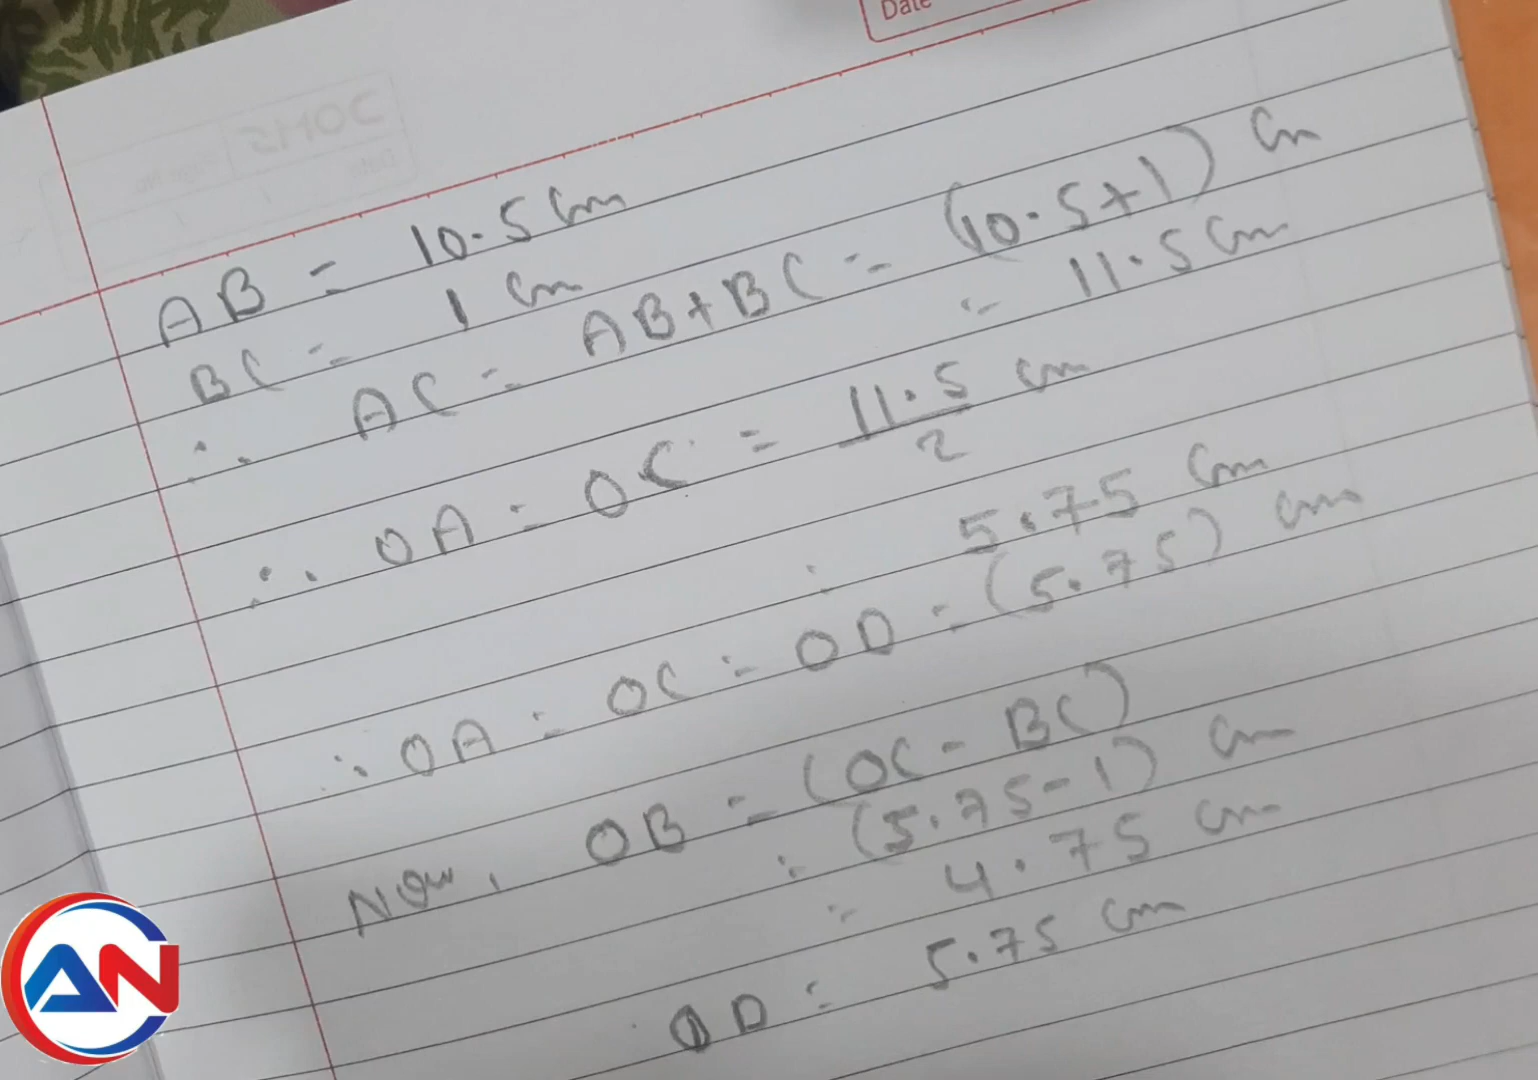 Date
AB = 10.5 cm
BC = 1 cm
∴ AC = AB+BC = (10.5+1) cm
= 11.5 cm
∴ OA = OC = 11.5/2 cm
= 5.75 cm
∴ OA = OC = OD = (5.75) cm
Now, OB = (OC - BC)
= (5.75-1) cm
= 4.75 cm
OD = 5.75 cm
AN